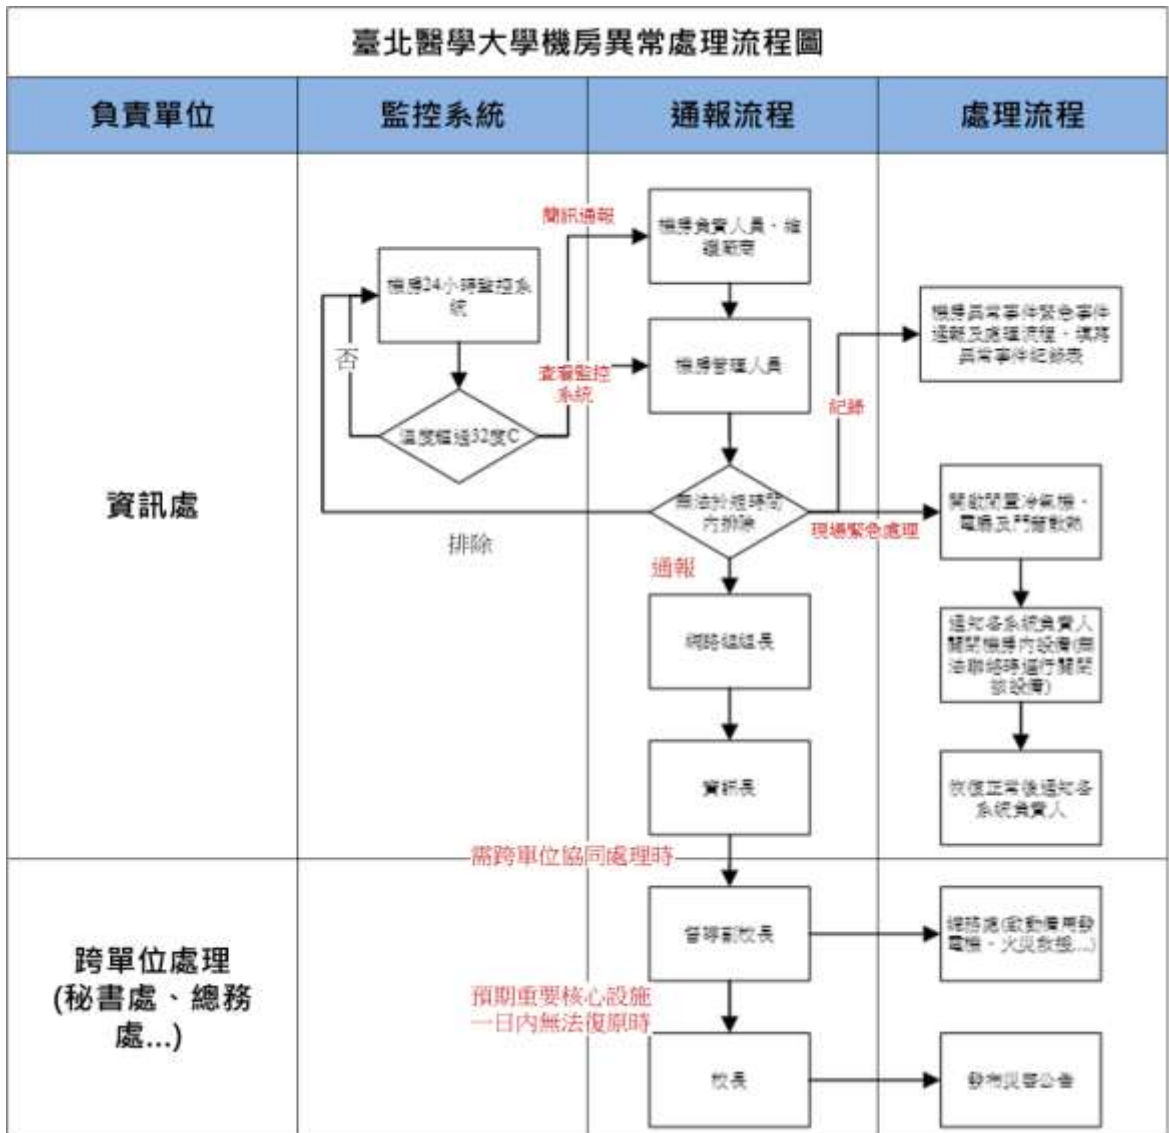 臺北醫學大學機房異常處理流程圖
負責單位
監控系統
通報流程
處理流程
資訊處
機房24小時監控系
統
否
溫度超過32度C
簡訊通報
查看監控
系統
排除
機房負責人員、維
護廠商
機房管理人員
無法於短時間
內排除
通報
網路組組長
資訊長
紀錄
現場緊急處理
機房異常事件緊急事件
通報及處理流程、填寫
異常事件紀錄表
開啟閒置冷氣機、
電扇及門窗散熱
通知各系統負責人
關閉機房內設備(無
法聯絡時逕行關閉
該設備)
恢復正常後通知各
系統負責人
需跨單位協同處理時
跨單位處理
(秘書處、總務
處...)
督導副校長
總務處(啟動備用發
電機、火災救援...)
預期重要核心設施
一日內無法復原時
校長
發布災害公告